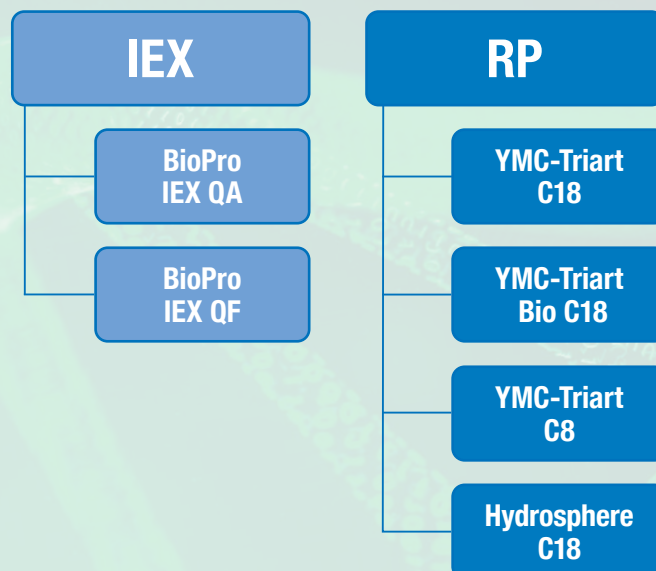 IEX
BioPro
IEX QA
BioPro
IEX QF
RP
YMC-Triart
C18
YMC-Triart
Bio C18
YMC-Triart
C8
Hydrosphere
C18